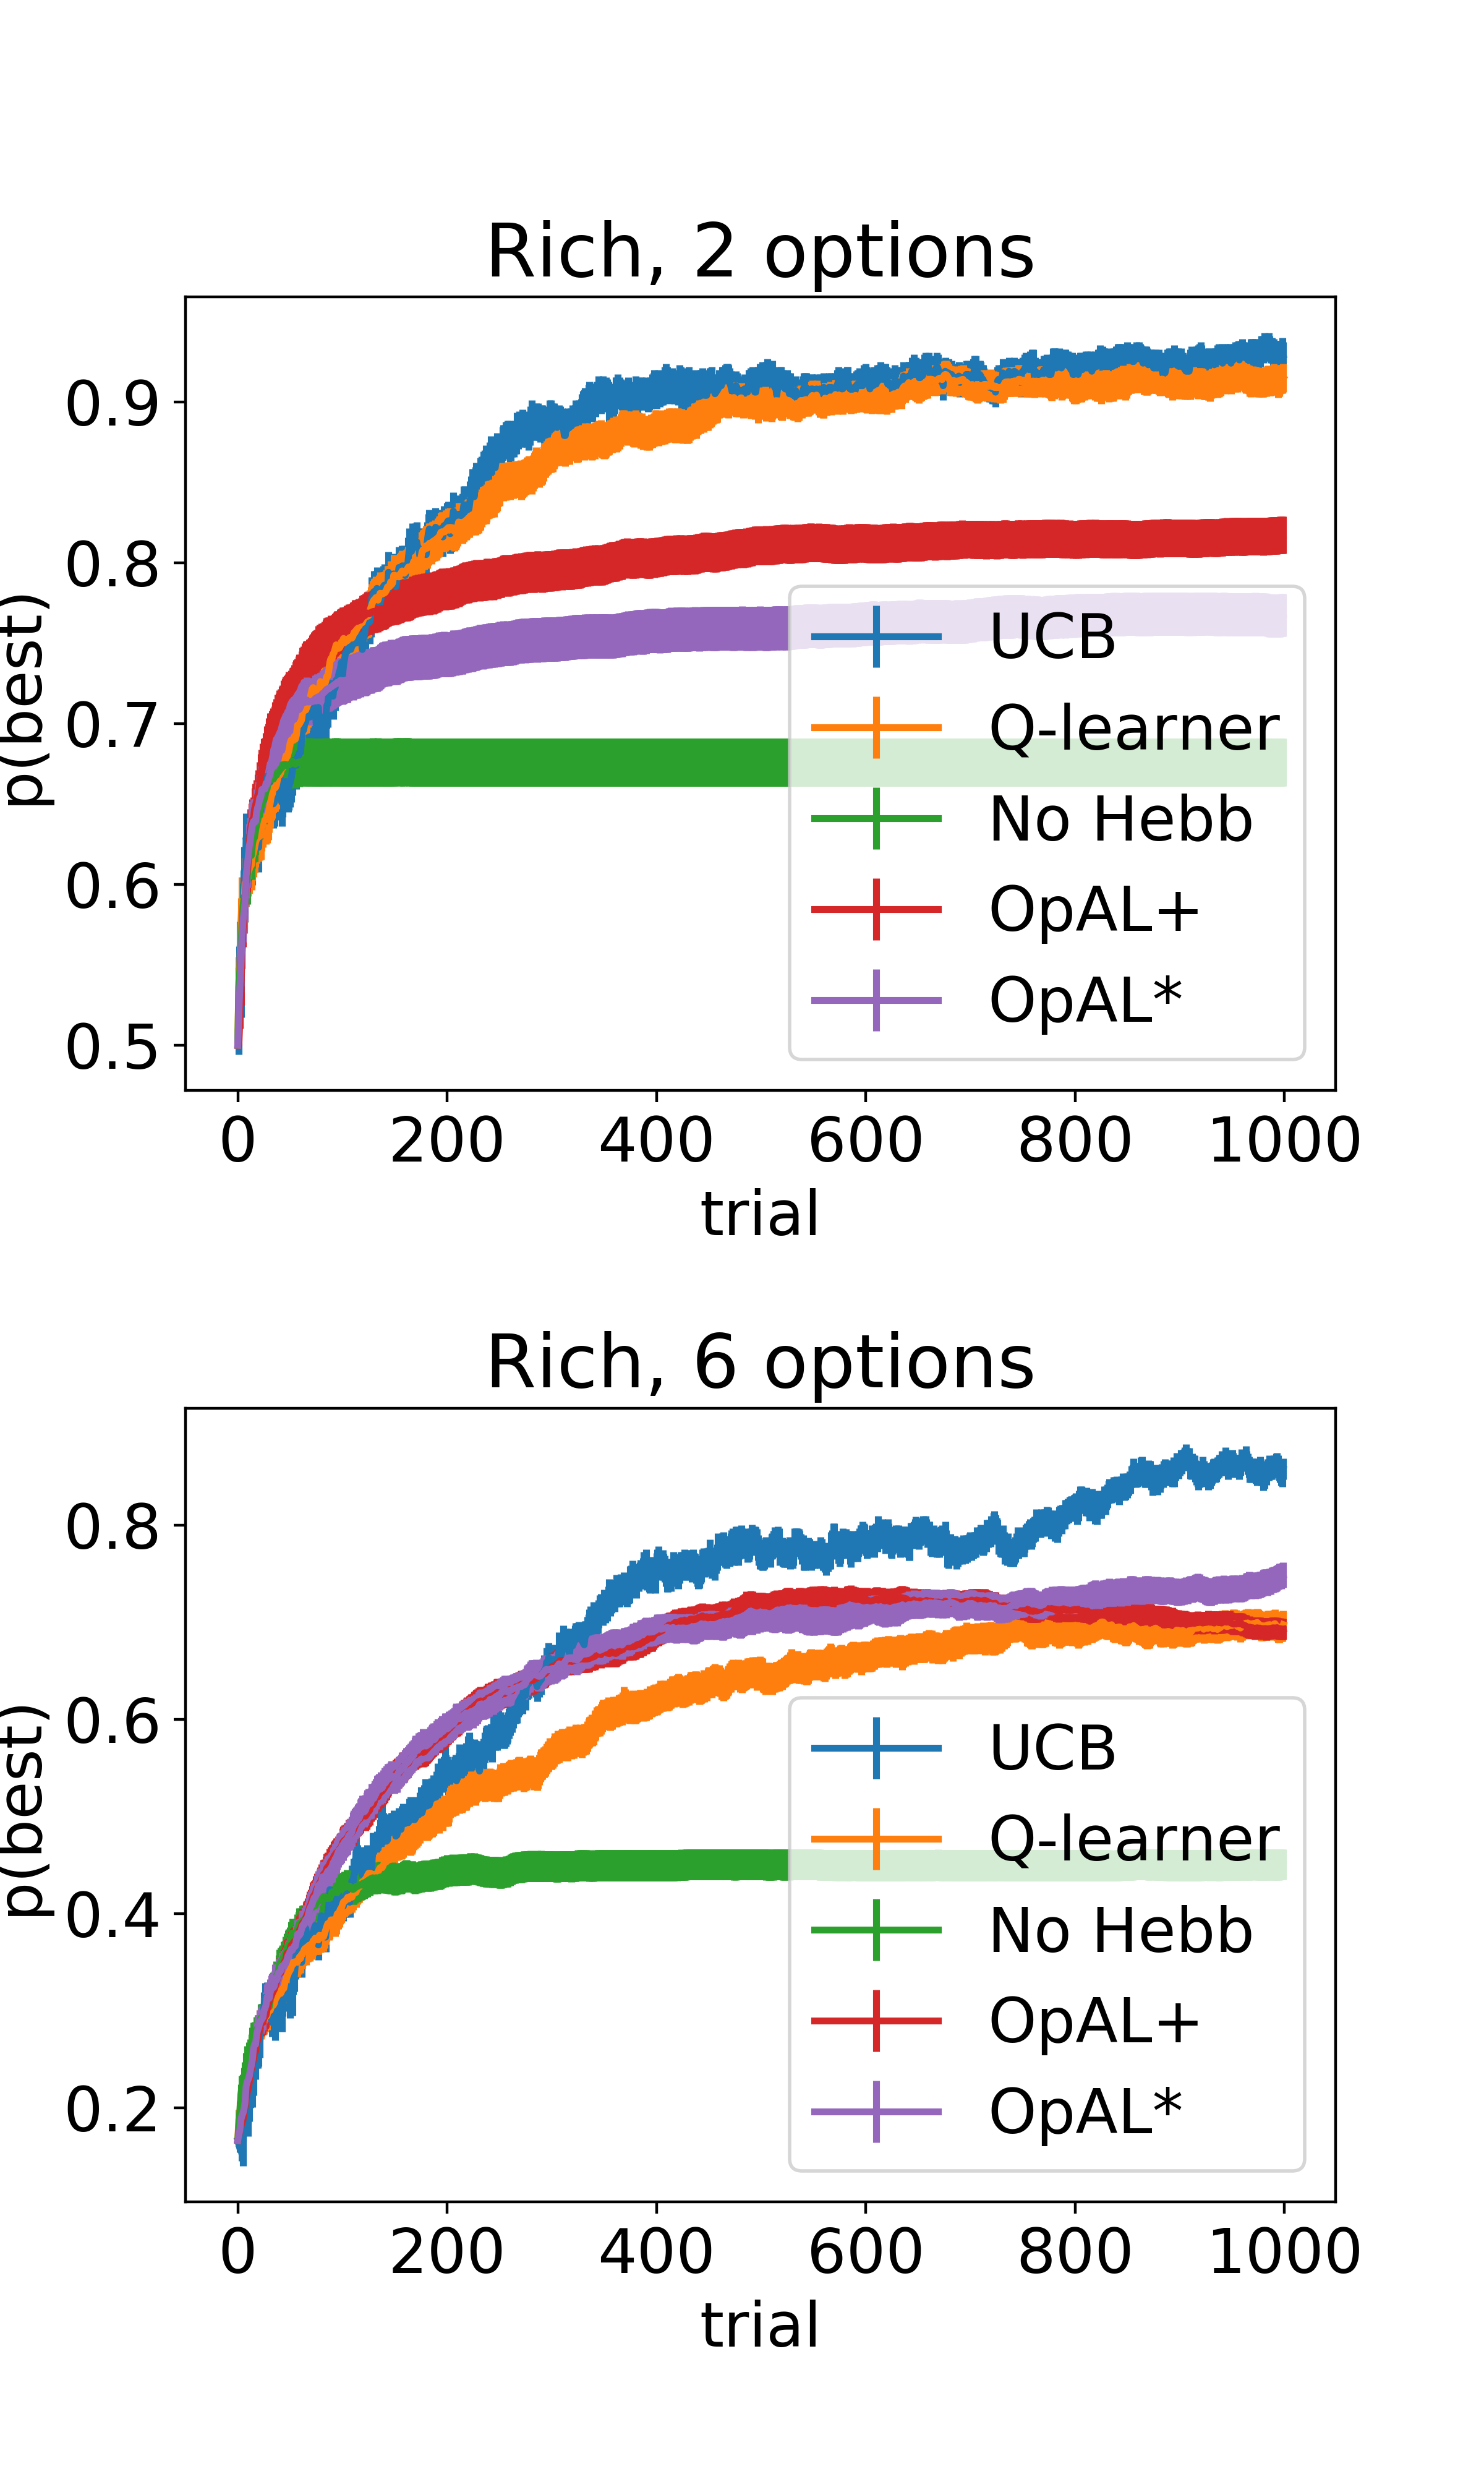 Rich, 2 options
p(best)
0.9
0.8
0.7
0.6
0.5
UCB
Q-learner
No Hebb
OpAL+
OpAL*
0 200 400 600 800 1000
trial
Rich, 6 options
p(best)
0.8
0.6
0.4
0.2
UCB
Q-learner
No Hebb
OpAL+
OpAL*
0 200 400 600 800 1000
trial